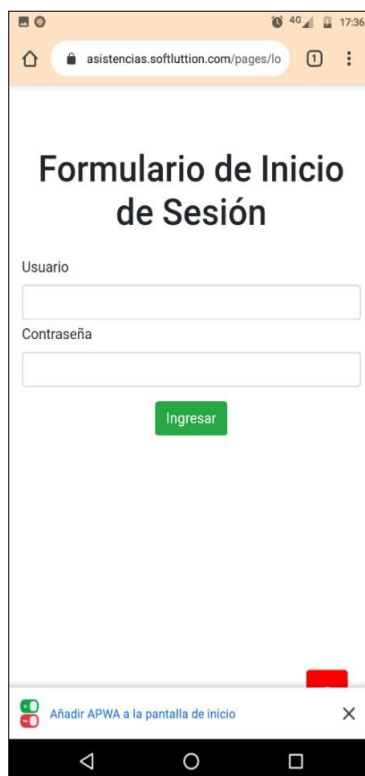 4G 17:36
asistencias.softluttion.com/pages/lo 1
Formulario de Inicio
de Sesión
Usuario
Contraseña
Ingresar
Añadir APWA a la pantalla de inicio